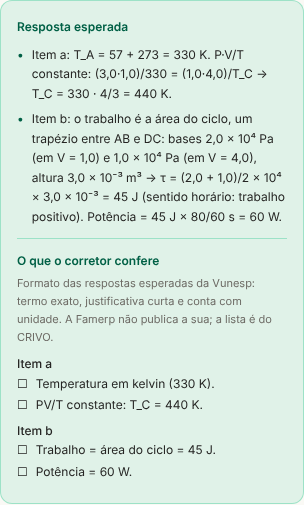 Resposta esperada
• Item a: T_A = 57 + 273 = 330 K. P·V/T
constante: (3,0·1,0)/330 = (1,0·4,0)/T_C →
T_C = 330 · 4/3 = 440 K.
• Item b: o trabalho é a área do ciclo, um
trapézio entre AB e DC: bases 2,0 × 10⁴ Pa
(em V = 1,0) e 1,0 × 10⁴ Pa (em V = 4,0),
altura 3,0 × 10⁻³ m³ → τ = (2,0 + 1,0)/2 × 10⁴
× 3,0 × 10⁻³ = 45 J (sentido horário: trabalho
positivo). Potência = 45 J × 80/60 s = 60 W.
O que o corretor confere
Formato das respostas esperadas da Vunesp:
termo exato, justificativa curta e conta com
unidade. A Famerp não publica a sua; a lista é do
CRIVO.
Item a
☐ Temperatura em kelvin (330 K).
☐ PV/T constante: T_C = 440 K.
Item b
☐ Trabalho = área do ciclo = 45 J.
☐ Potência = 60 W.